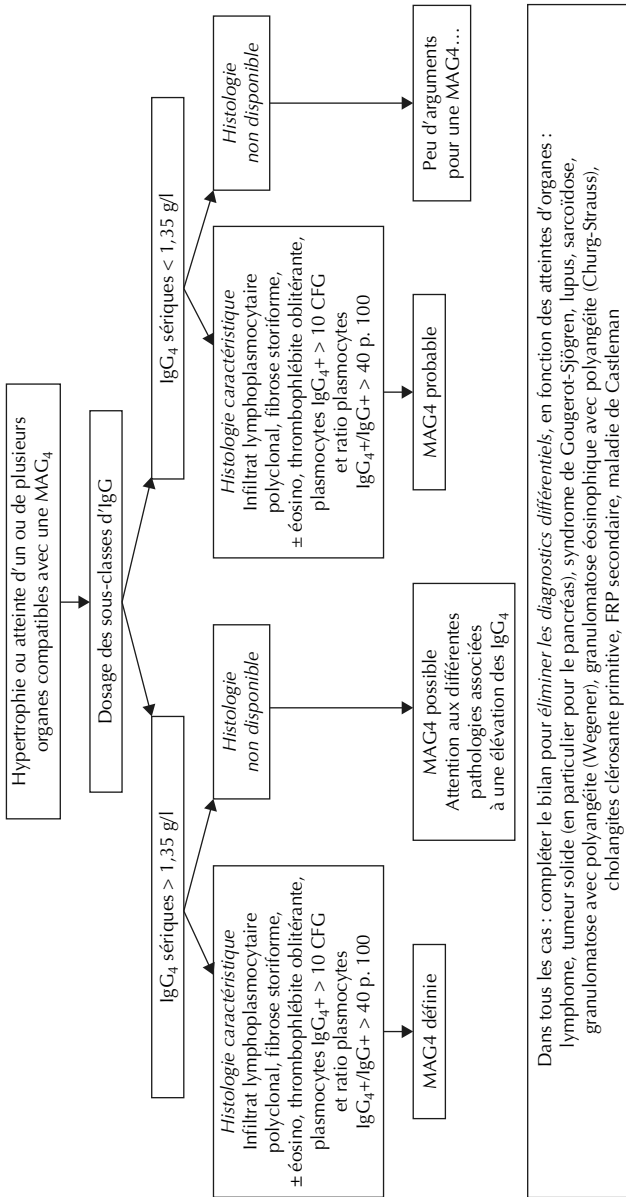 Hypertrophie ou atteinte d'un ou de plusieurs
organes compatibles avec une MAG₄
Dosage des sous-classes d'IgG
IgG₄ sériques > 1,35 g/l
Histologie caractéristique
Infiltrat lymphoplasmocytaire
polyclonal, fibrose storiforme,
± éosino, thrombophlébite oblitérante,
plasmocytes IgG₄+ > 10 CFG
et ratio plasmocytes
IgG₄+/IgG+ > 40 p. 100
MAG4 définie
Histologie
non disponible
MAG4 possible
Attention aux différentes
pathologies associées
à une élévation des IgG₄
IgG₄ sériques < 1,35 g/l
Histologie caractéristique
Infiltrat lymphoplasmocytaire
polyclonal, fibrose storiforme,
± éosino, thrombophlébite oblitérante,
plasmocytes IgG₄+ > 10 CFG
et ratio plasmocytes
IgG₄+/IgG+ > 40 p. 100
MAG4 probable
Histologie
non disponible
Peu d'arguments
pour une MAG4…
Dans tous les cas : compléter le bilan pour éliminer les diagnostics différentiels, en fonction des atteintes d'organes :
lymphome, tumeur solide (en particulier pour le pancréas), syndrome de Gougerot-Sjögren, lupus, sarcoïdose,
granulomatose avec polyangéite (Wegener), granulomatose éosinophique avec polyangéite (Churg-Strauss),
cholangites clérosante primitive, FRP secondaire, maladie de Castleman